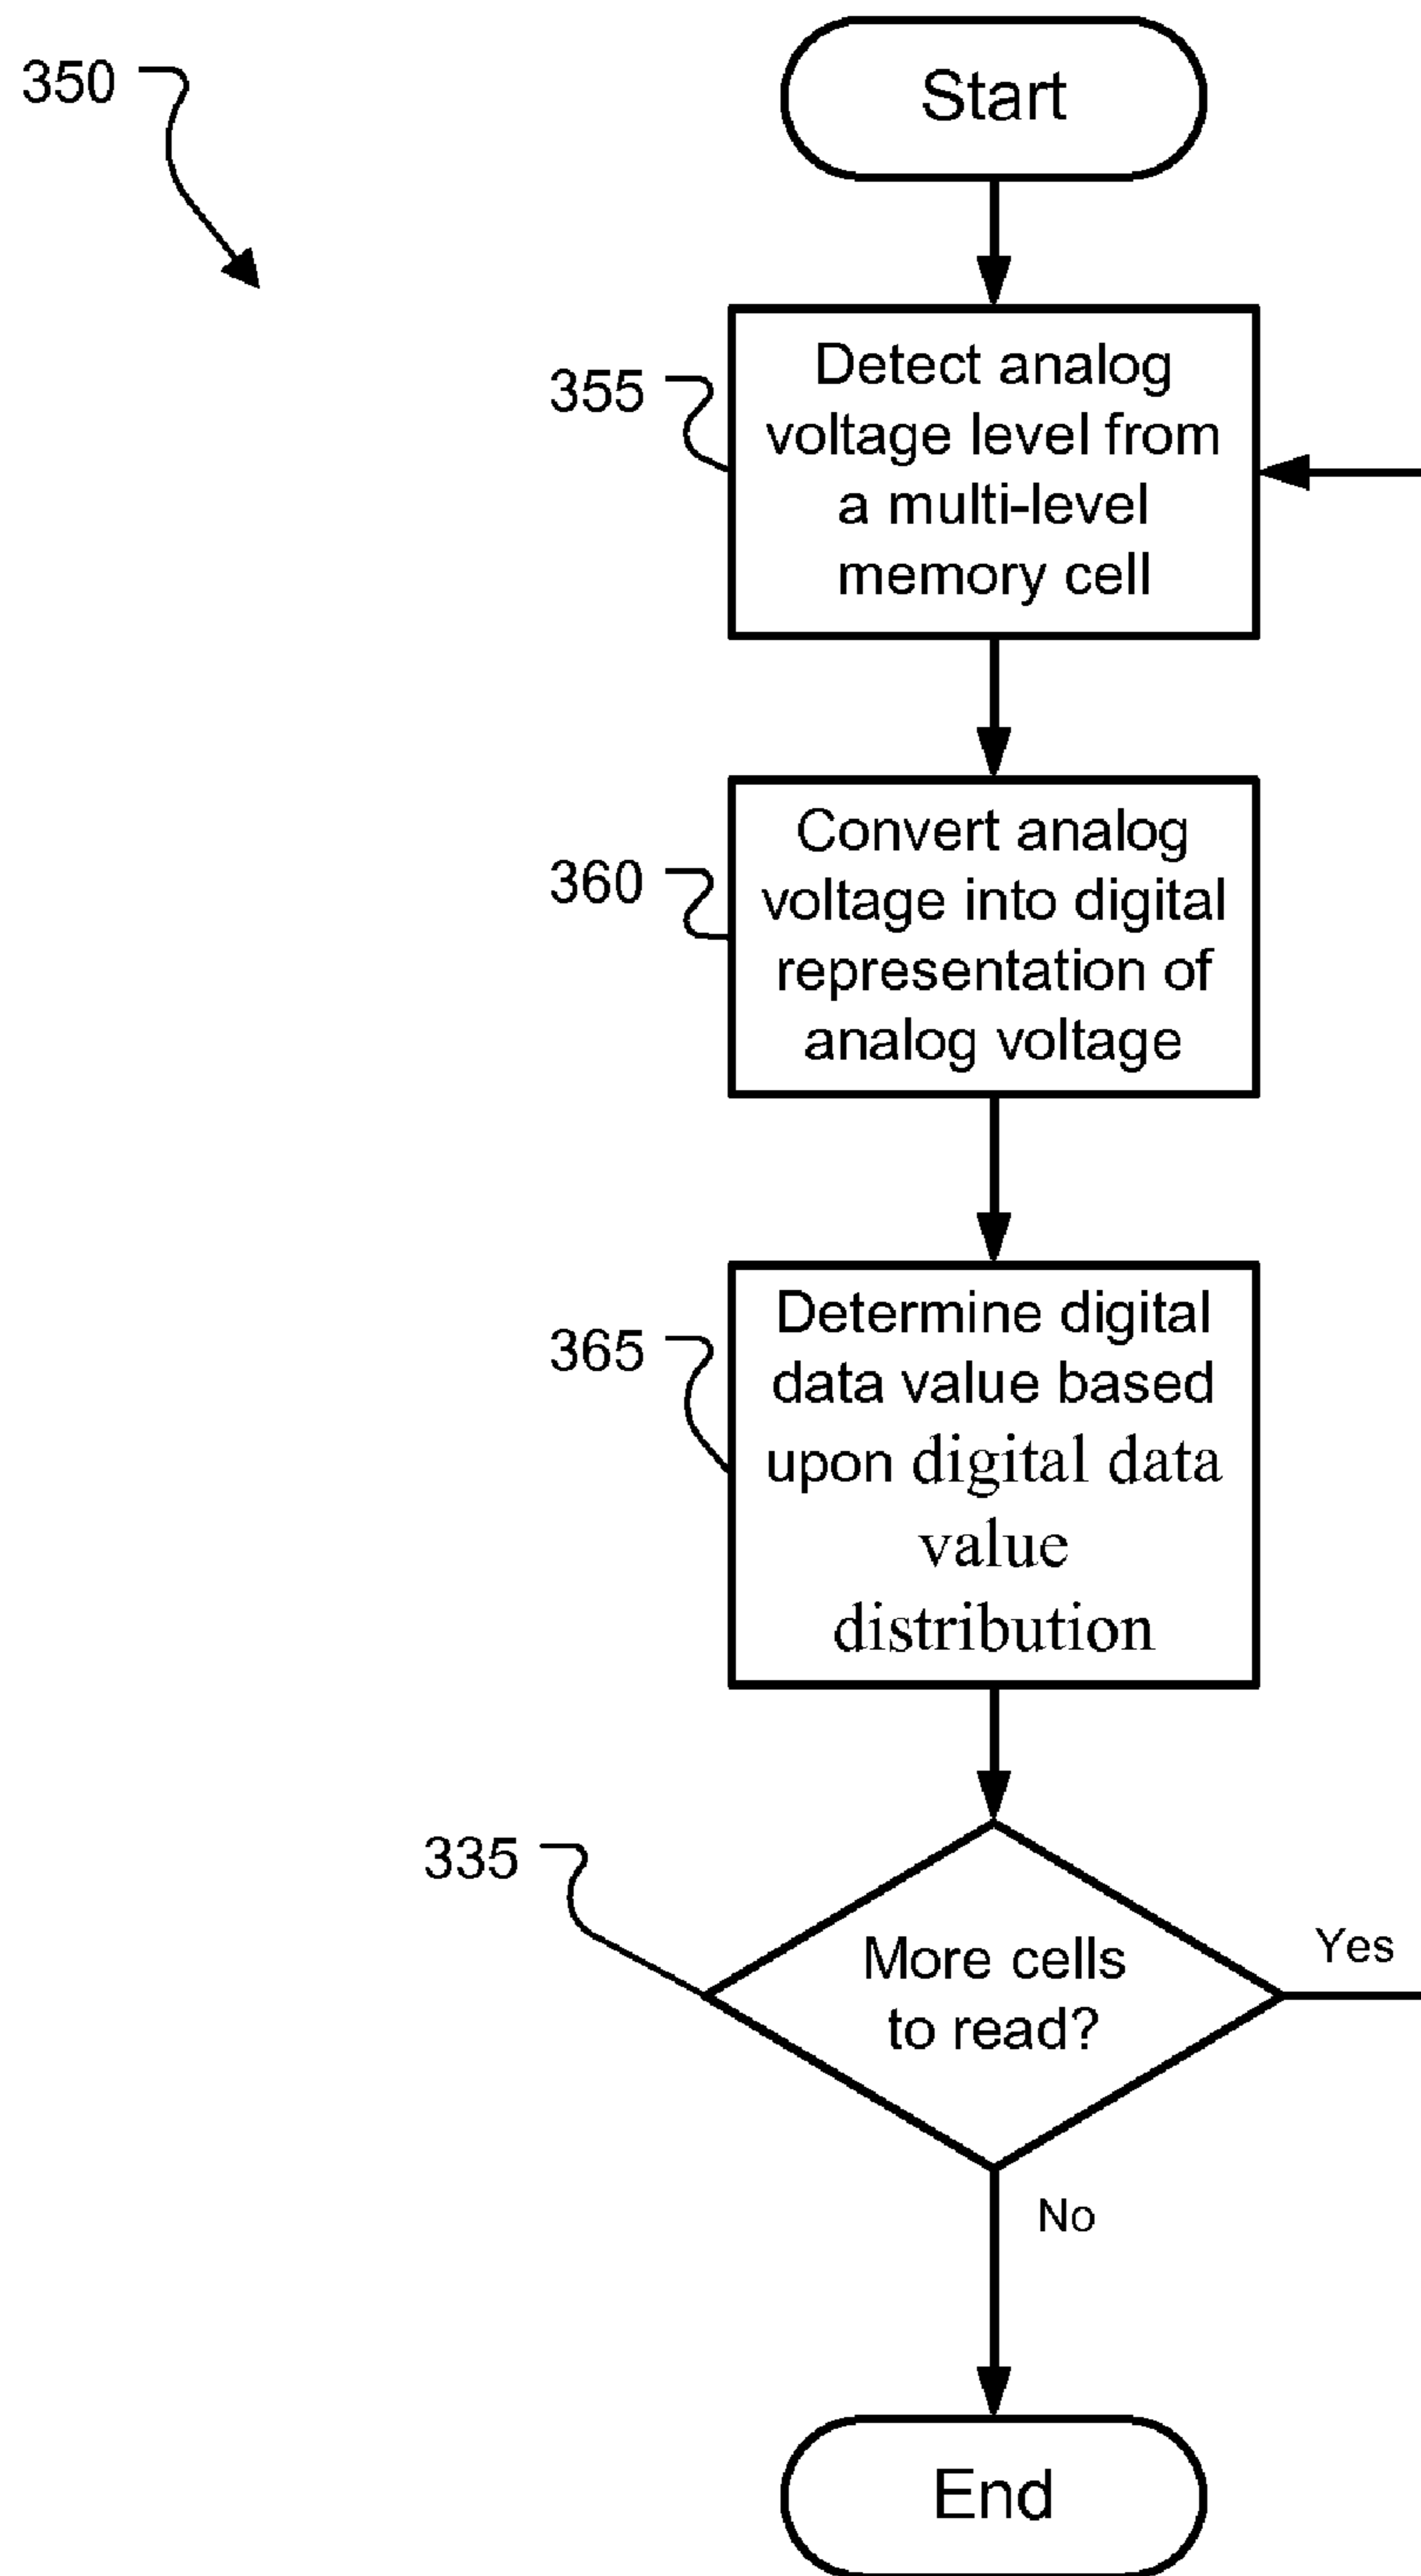 350
Start
355
Detect analog
voltage level from
a multi-level
memory cell
360
Convert analog
voltage into digital
representation of
analog voltage
365
Determine digital
data value based
upon digital data
value
distribution
335
More cells
to read?
Yes
No
End